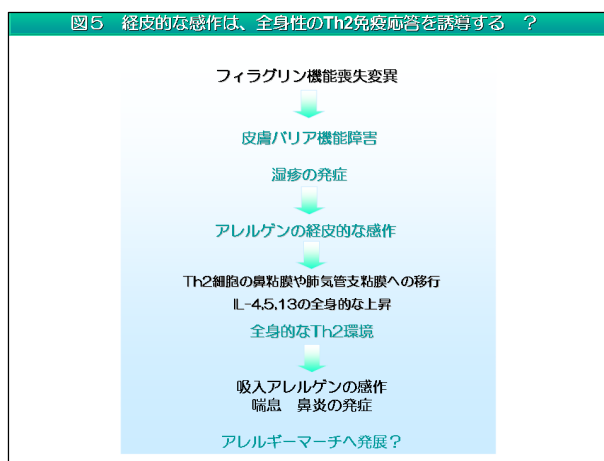 図5 経皮的な感作は、全身性のTh2免疫応答を誘導する ?
フィラグリン機能喪失変異
皮膚バリア機能障害
湿疹の発症
アレルゲンの経皮的な感作
Th2細胞の鼻粘膜や肺気管支粘膜への移行
IL-4,5,13の全身的な上昇
全身的なTh2環境
吸入アレルゲンの感作
喘息 鼻炎の発症
アレルギーマーチへ発展?